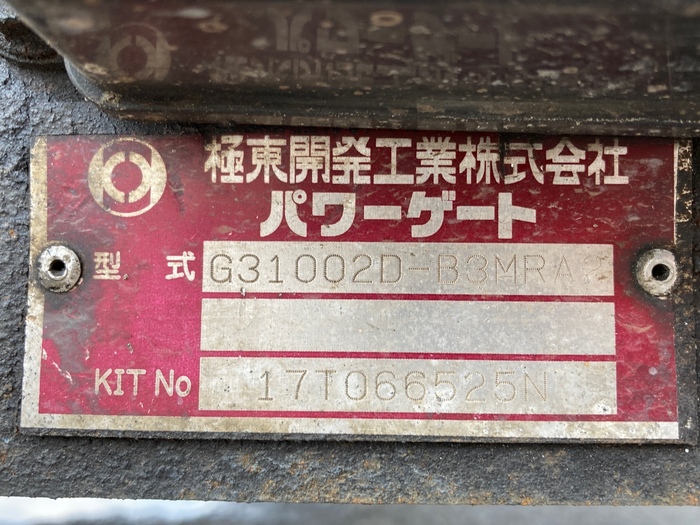 極東開発工業株式会社
パワーゲート
型 式 G31002D-B3MRA2
KIT No 17T066525N